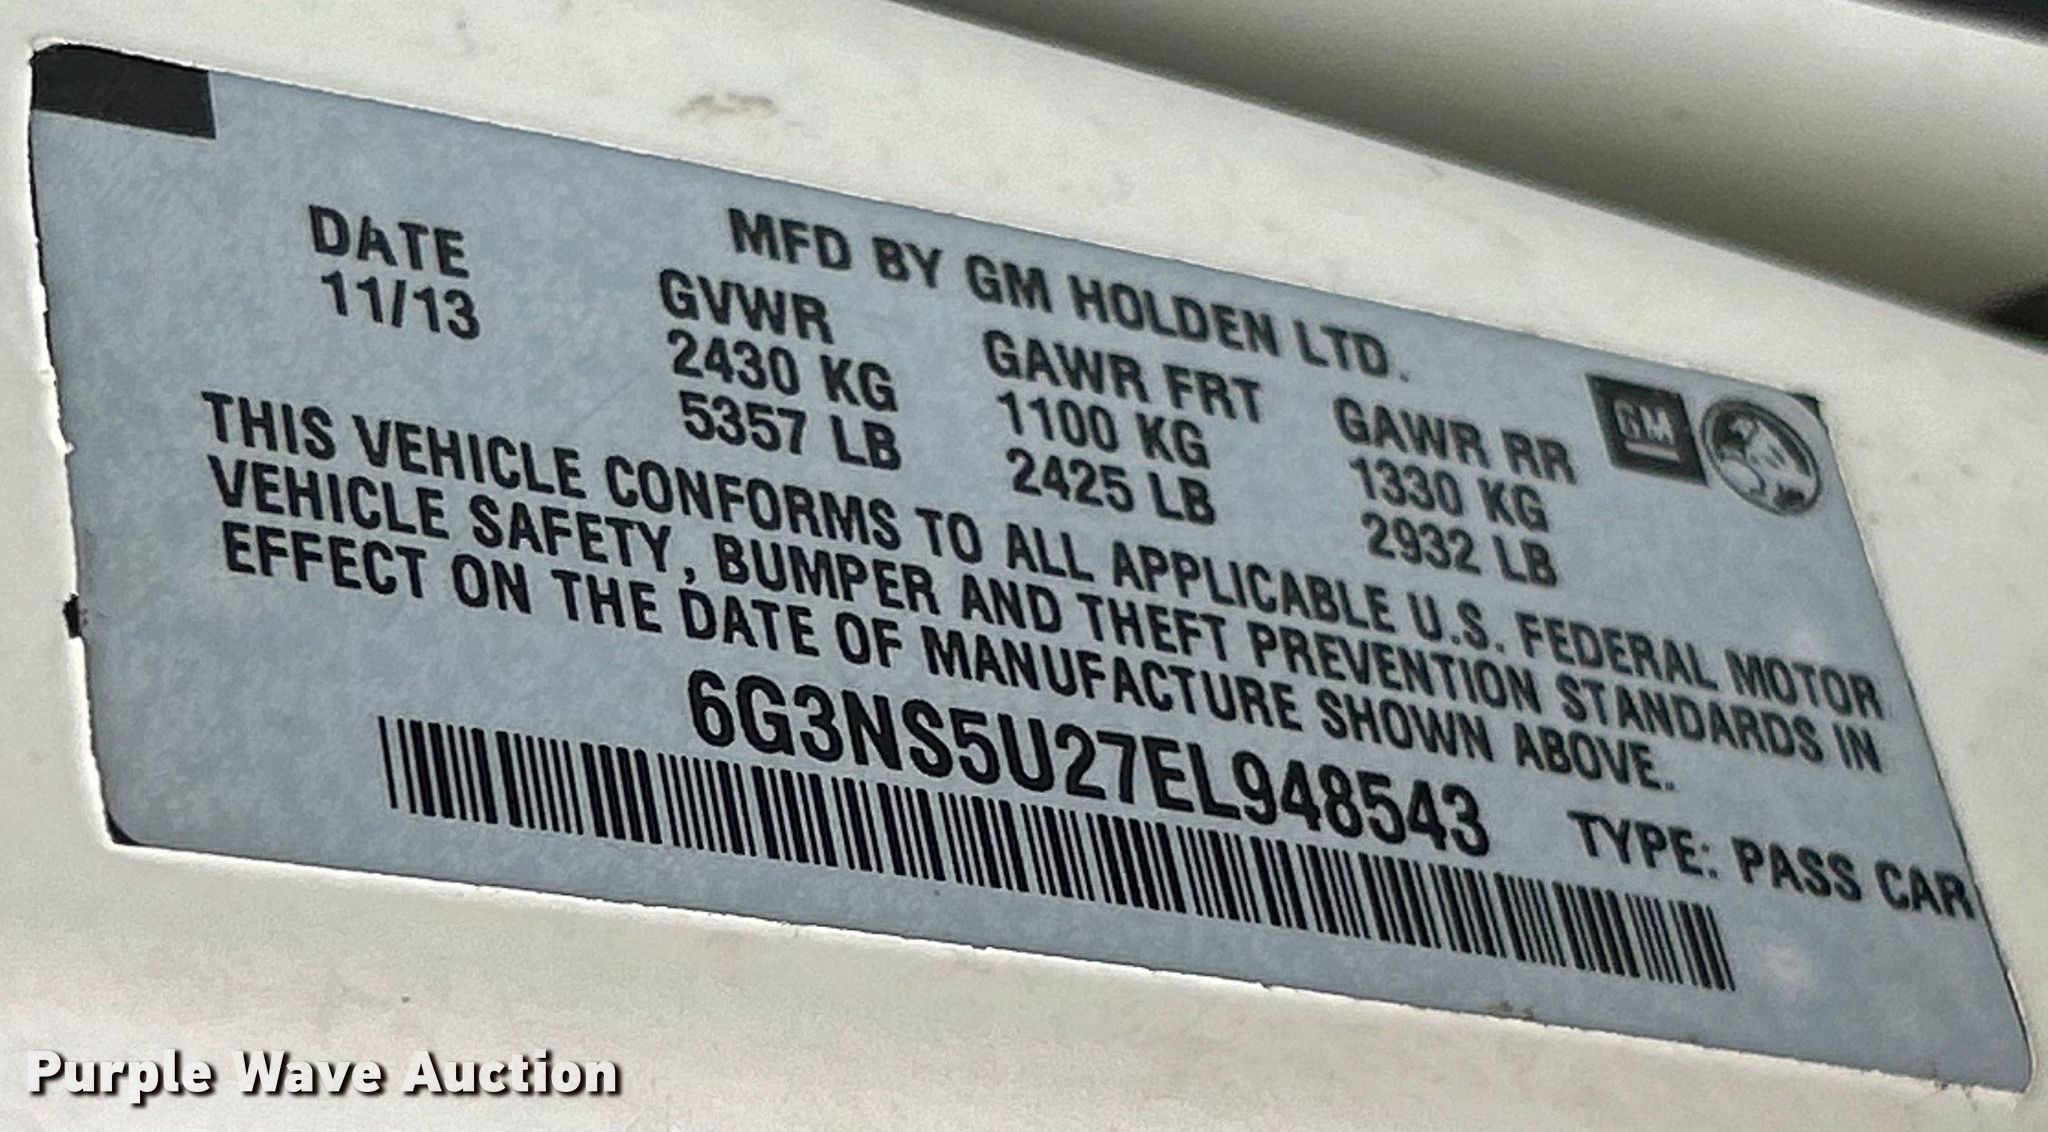 MFD BY GM HOLDEN LTD.
DATE GVWR GAWR FRT GAWR RR
11/13 2430 KG 1100 KG 1330 KG
5357 LB 2425 LB 2932 LB
GM
THIS VEHICLE CONFORMS TO ALL APPLICABLE U.S. FEDERAL MOTOR
VEHICLE SAFETY, BUMPER AND THEFT PREVENTION STANDARDS IN
EFFECT ON THE DATE OF MANUFACTURE SHOWN ABOVE.
6G3NS5U27EL948543 TYPE: PASS CAR
Purple Wave Auction